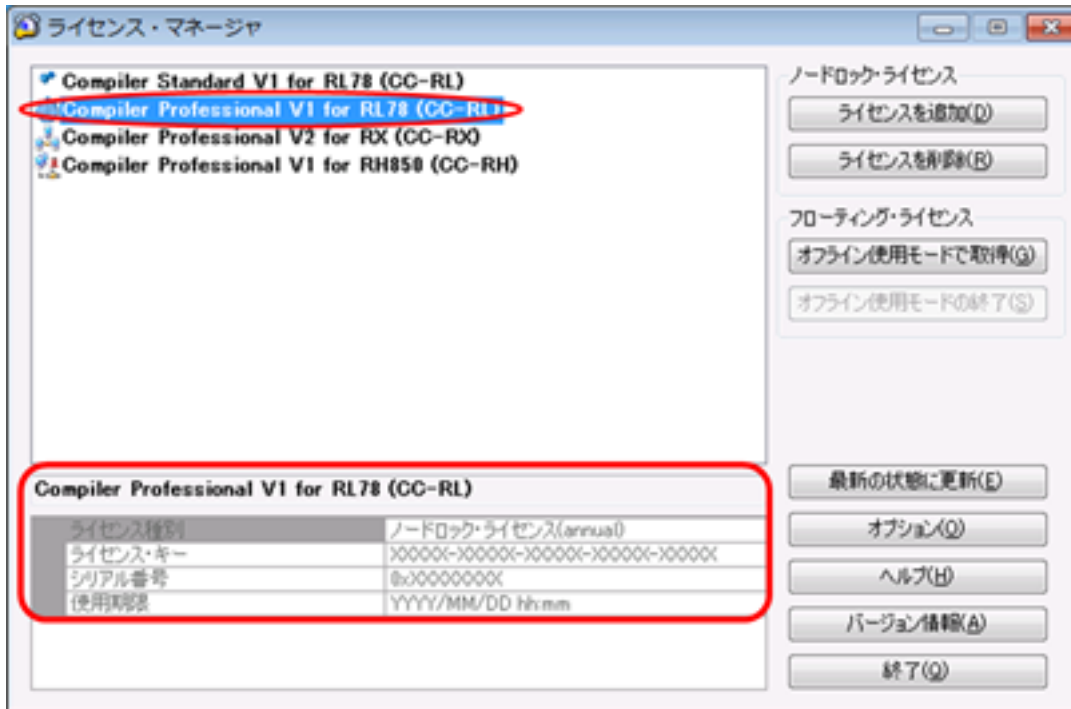 ライセンス・マネージャ
Compiler Standard V1 for RL78 (CC-RL)
Compiler Professional V1 for RL78 (CC-RL)
Compiler Professional V2 for RX (CC-RX)
Compiler Professional V1 for RH850 (CC-RH)
ノードロック・ライセンス
ライセンスを追加(D)
ライセンスを削除(R)
フローティング・ライセンス
オフライン使用モードで取得(G)
オフライン使用モードの終了(S)
Compiler Professional V1 for RL78 (CC-RL)
ライセンス種別 ノードロック・ライセンス(annual)
ライセンス・キー XXXXX-XXXXX-XXXXX-XXXXX-XXXXX
シリアル番号 0xXXXXXXXX
使用期限 YYYY/MM/DD hh:mm
最新の状態に更新(E)
オプション(O)
ヘルプ(H)
バージョン情報(A)
終了(Q)